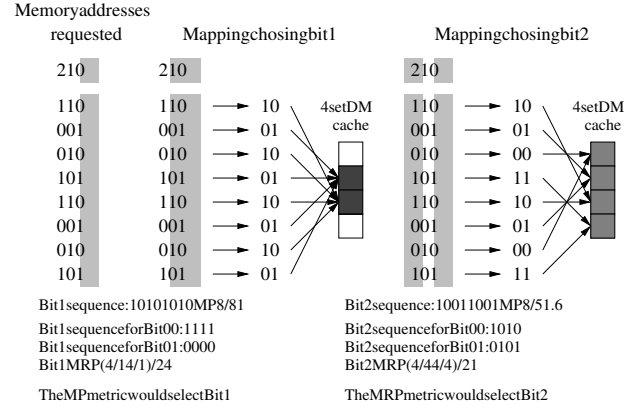 Memoryaddresses
requested Mappingchosingbit1 Mappingchosingbit2
210 210 210
110 110 10 4setDM 110 10 4setDM
001 001 01 cache 001 01 cache
010 010 10 010 00
101 101 01 101 11
110 110 10 110 10
001 001 01 001 01
010 010 10 010 00
101 101 01 101 11
Bit1sequence:10101010MP8/81 Bit2sequence:10011001MP8/51.6
Bit1sequenceforBit00:1111 Bit2sequenceforBit00:1010
Bit1sequenceforBit01:0000 Bit2sequenceforBit01:0101
Bit1MRP(4/14/1)/24 Bit2MRP(4/44/4)/21
TheMPmetricwouldselectBit1 TheMRPmetricwouldselectBit2